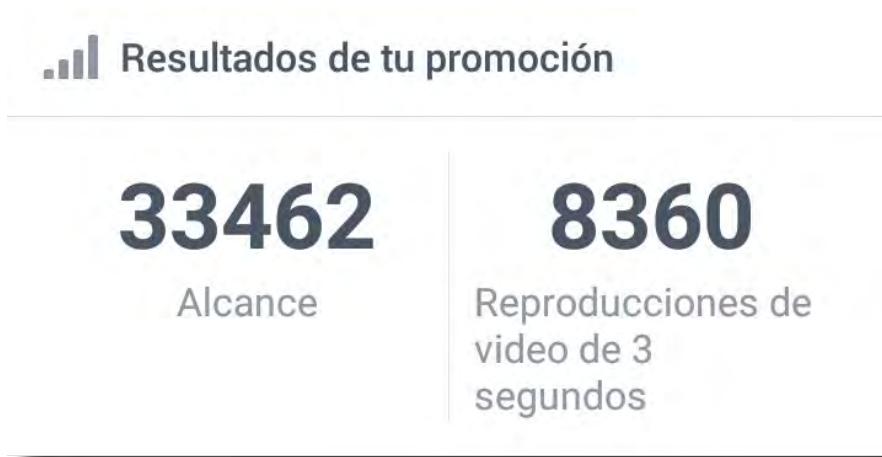 Resultados de tu promoción
33462
Alcance
8360
Reproducciones de
video de 3
segundos